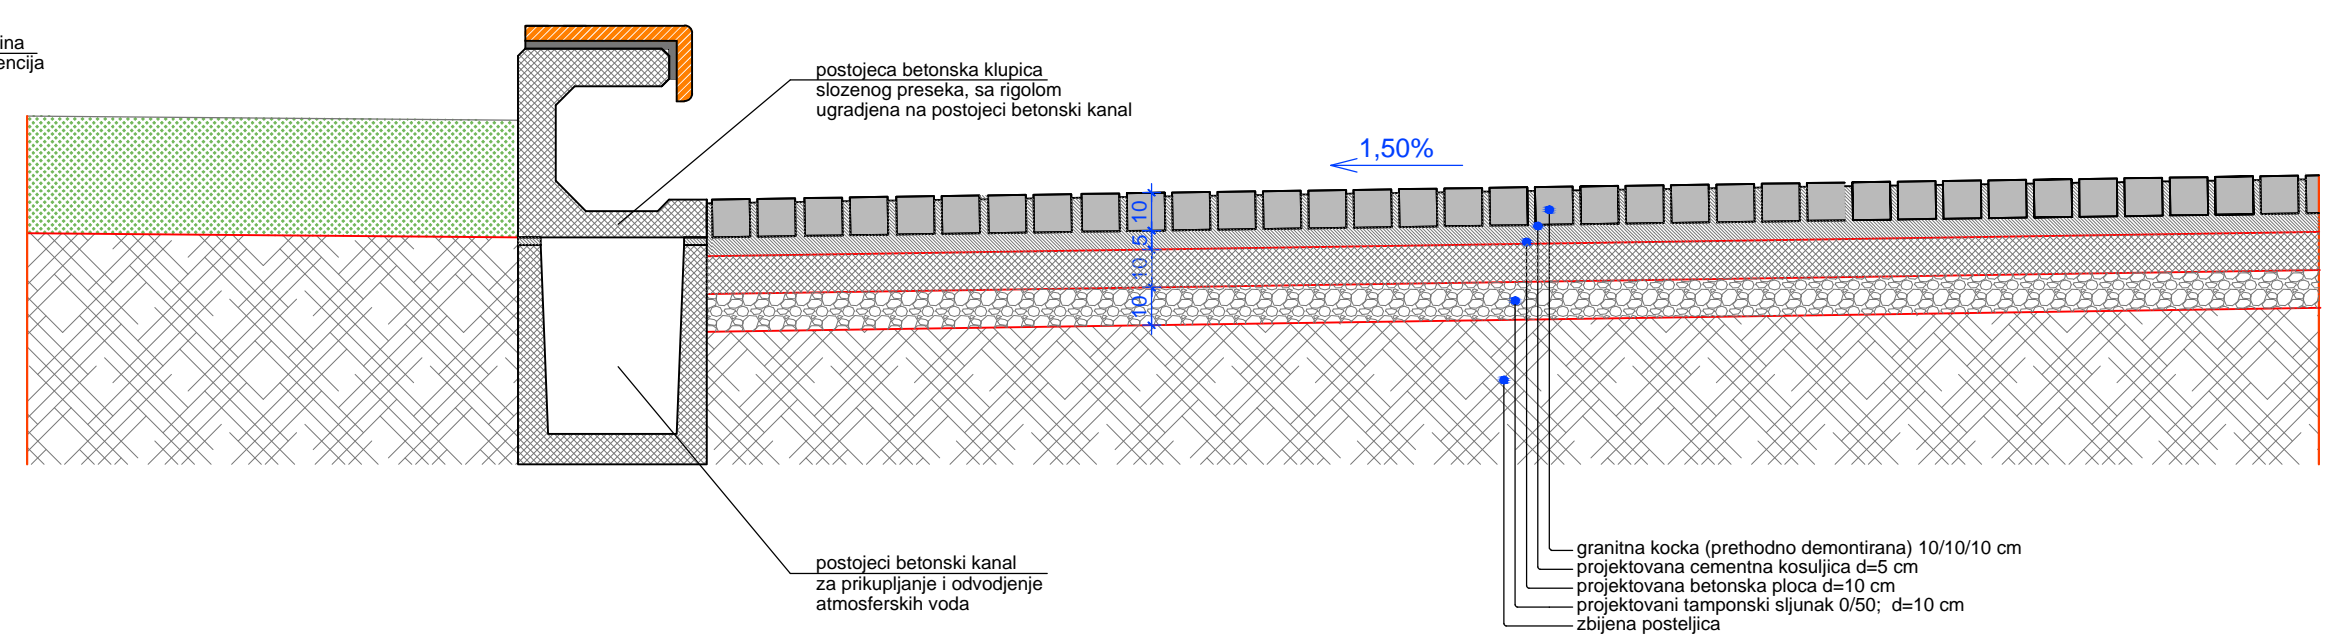 ina
encija
postojeca betonska klupica
slozenog preseka, sa rigolom
ugradjena na postojeci betonski kanal
1,50%
10
5
10
10
postojeci betonski kanal
za prikupljanje i odvodjenje
atmosferskih voda
granitna kocka (prethodno demontirana) 10/10/10 cm
projektovana cementna kosuljica d=5 cm
projektovana betonska ploca d=10 cm
projektovani tamponski sljunak 0/50; d=10 cm
zbijena posteljica